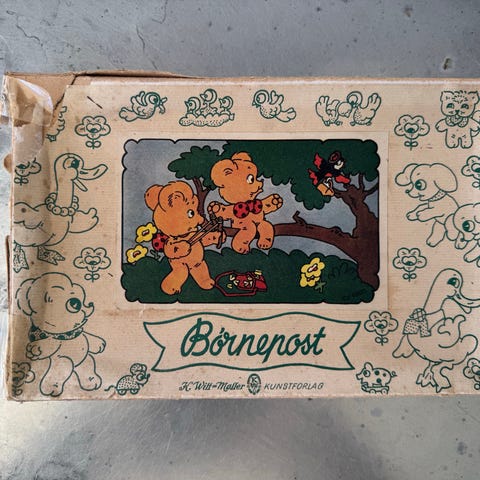 Børnepost
K. Witt-Møller KUNSTFORLAG